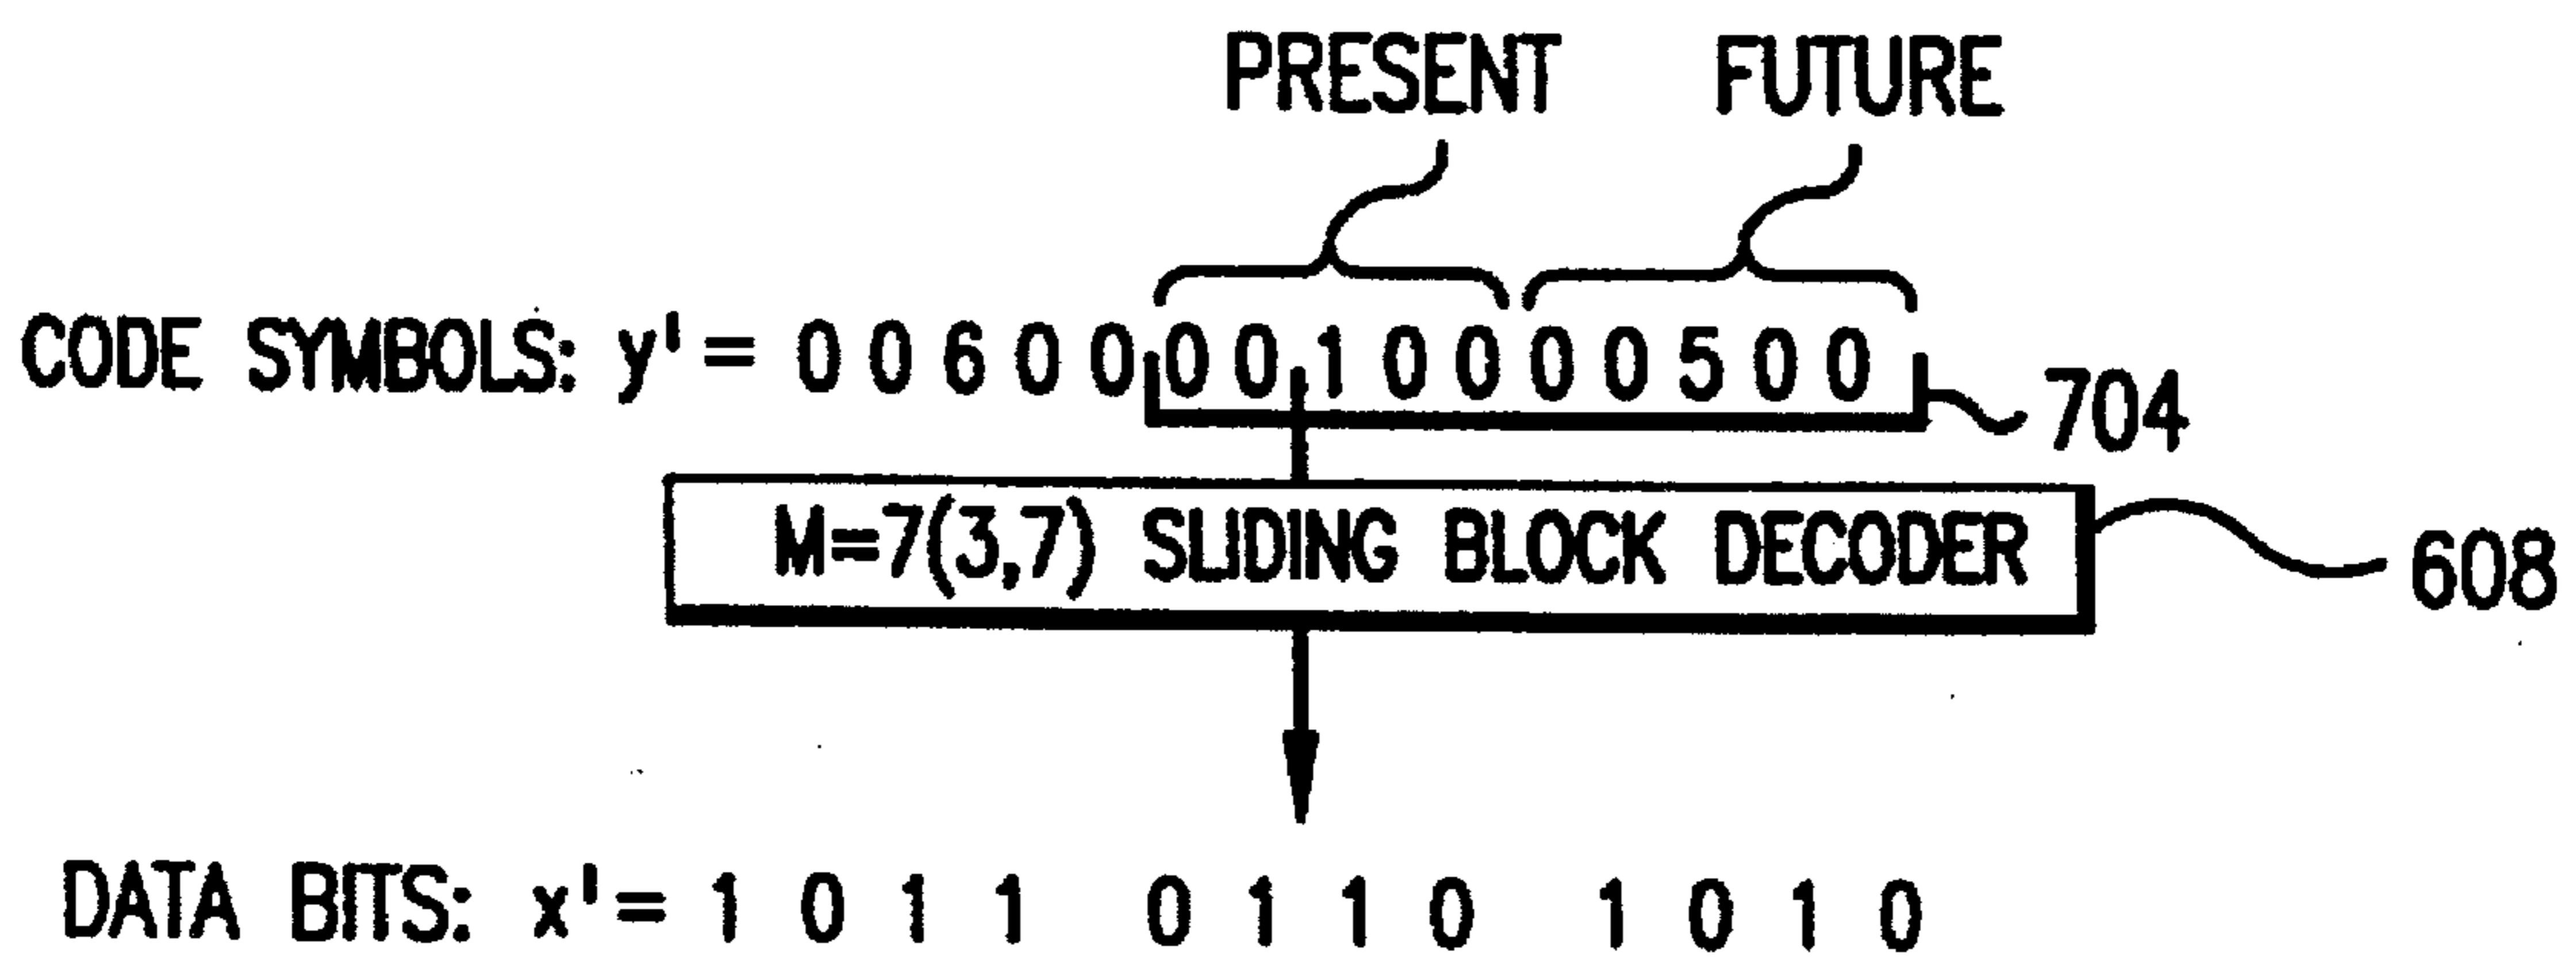 PRESENT FUTURE
CODE SYMBOLS: y' = 0 0 6 0 0 0 0 1 0 0 0 0 5 0 0
704
M=7(3,7) SLIDING BLOCK DECODER
608
DATA BITS: x' = 1 0 1 1 0 1 1 0 1 0 1 0